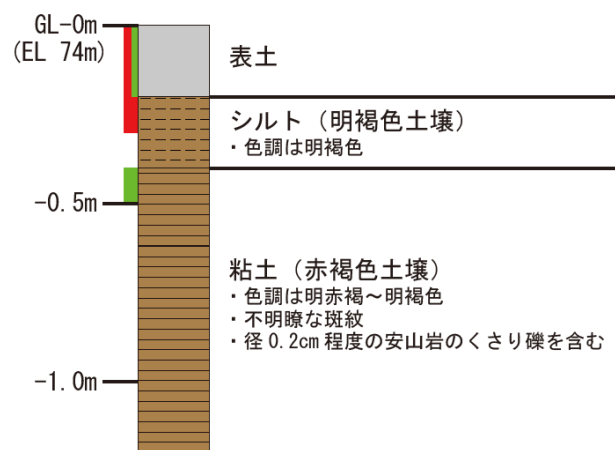 GL-0m
(EL 74m)
表土
シルト（明褐色土壌）
・色調は明褐色
-0.5m
粘土（赤褐色土壌）
・色調は明赤褐～明褐色
・不明瞭な斑紋
・径0.2cm程度の安山岩のくさり礫を含む
-1.0m